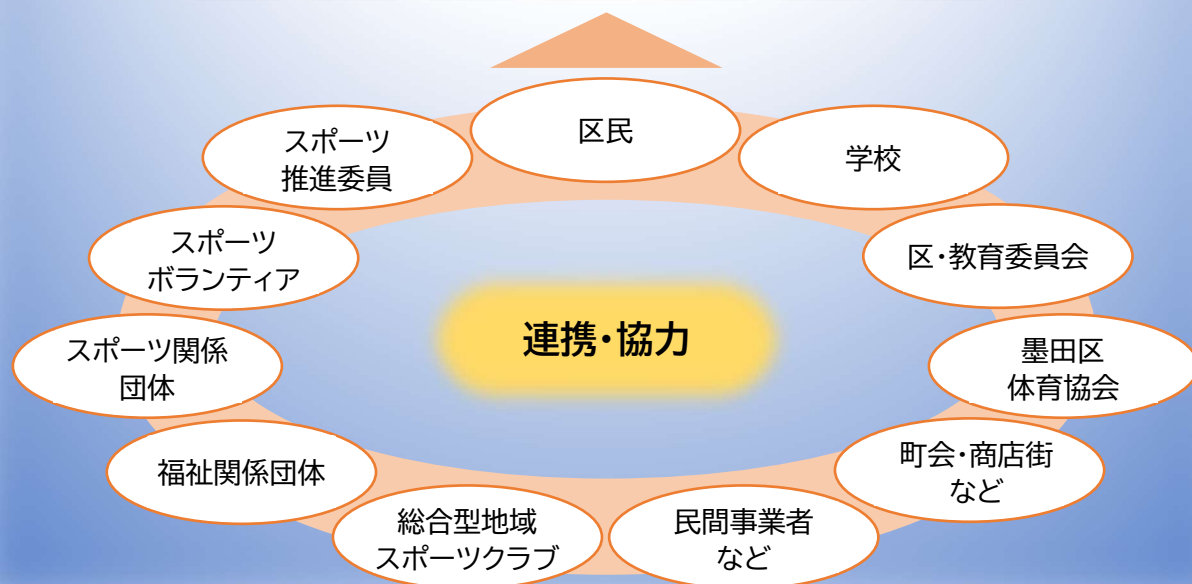 区民
スポーツ
推進委員
学校
スポーツ
ボランティア
区・教育委員会
連携・協力
スポーツ関係
団体
墨田区
体育協会
福祉関係団体
町会・商店街
など
総合型地域
スポーツクラブ
民間事業者
など